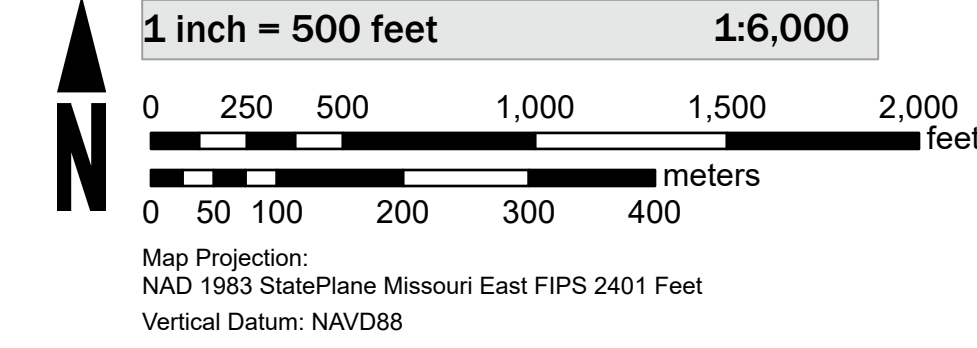 1 inch = 500 feet 1:6,000
0 250 500 1,000 1,500 2,000
feet
N
meters
0 50 100 200 300 400
Map Projection:
NAD 1983 StatePlane Missouri East FIPS 2401 Feet
Vertical Datum: NAVD88